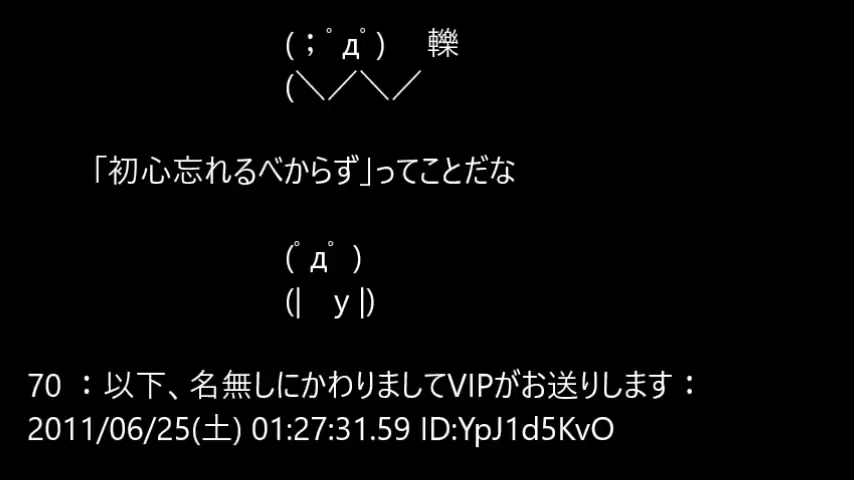 (；ﾟдﾟ)　 轢
(＼／＼／
「初心忘れるべからず」ってことだな
(ﾟдﾟ )
(|　y |)
70 ：以下、名無しにかわりましてVIPがお送りします：
2011/06/25(土) 01:27:31.59 ID:YpJ1d5KvO